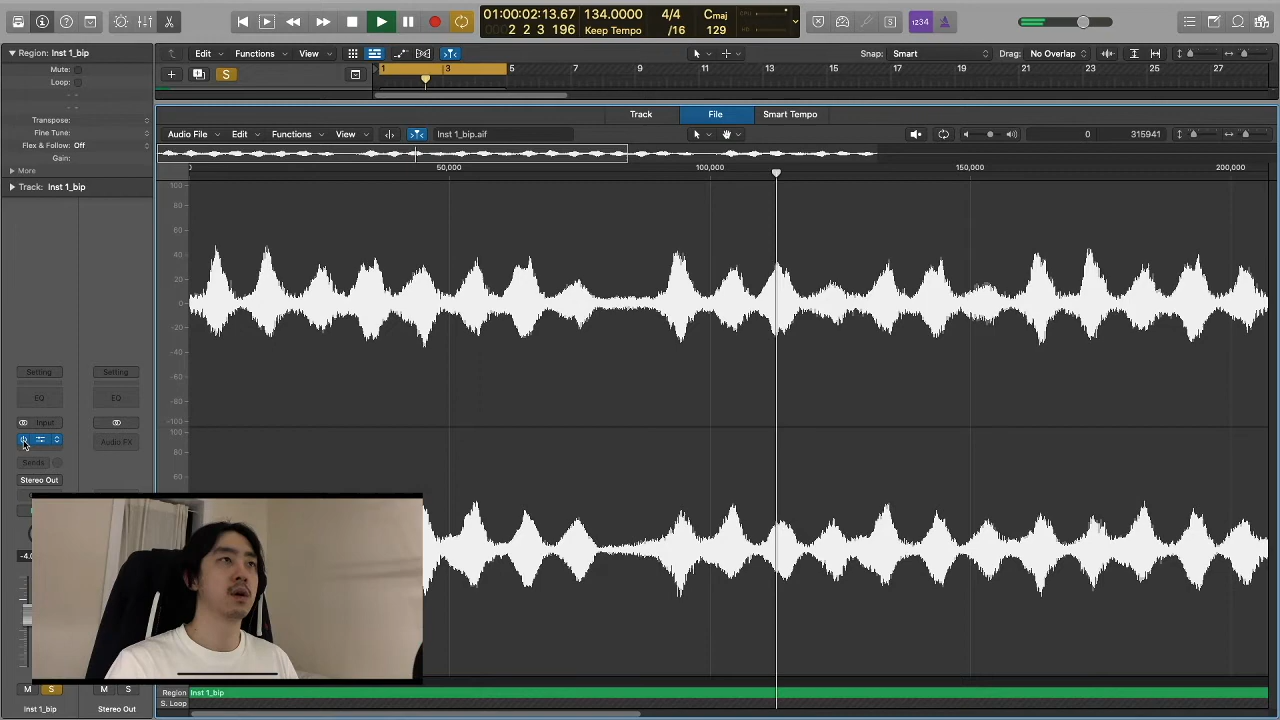 01:00:02:13.67 134.0000 4/4 Cmaj
2 2 3 196 Keep Tempo /16 129
1234
Region: Inst 1_bip
Mute:
Loop:
Transpose:
Fine Tune:
Flex & Follow: Off
Gain:
More
Track: Inst 1_bip
Edit Functions View
Snap: Smart
Drag: No Overlap
S
1 3 5 7 9 11 13 15 17 19 21 23 25 27
Track File Smart Tempo
Audio File Edit Functions View Inst 1_bip.aif 0 315941
0 50,000 100,000 150,000 200,000
100
80
60
40
20
0
-20
-40
-60
-80
-100
100
80
60
Setting Setting
EQ EQ
Input
Audio FX
Sends
Stereo Out
M S M S
Inst 1_bip Stereo Out
Region Inst 1_bip
S. Loop